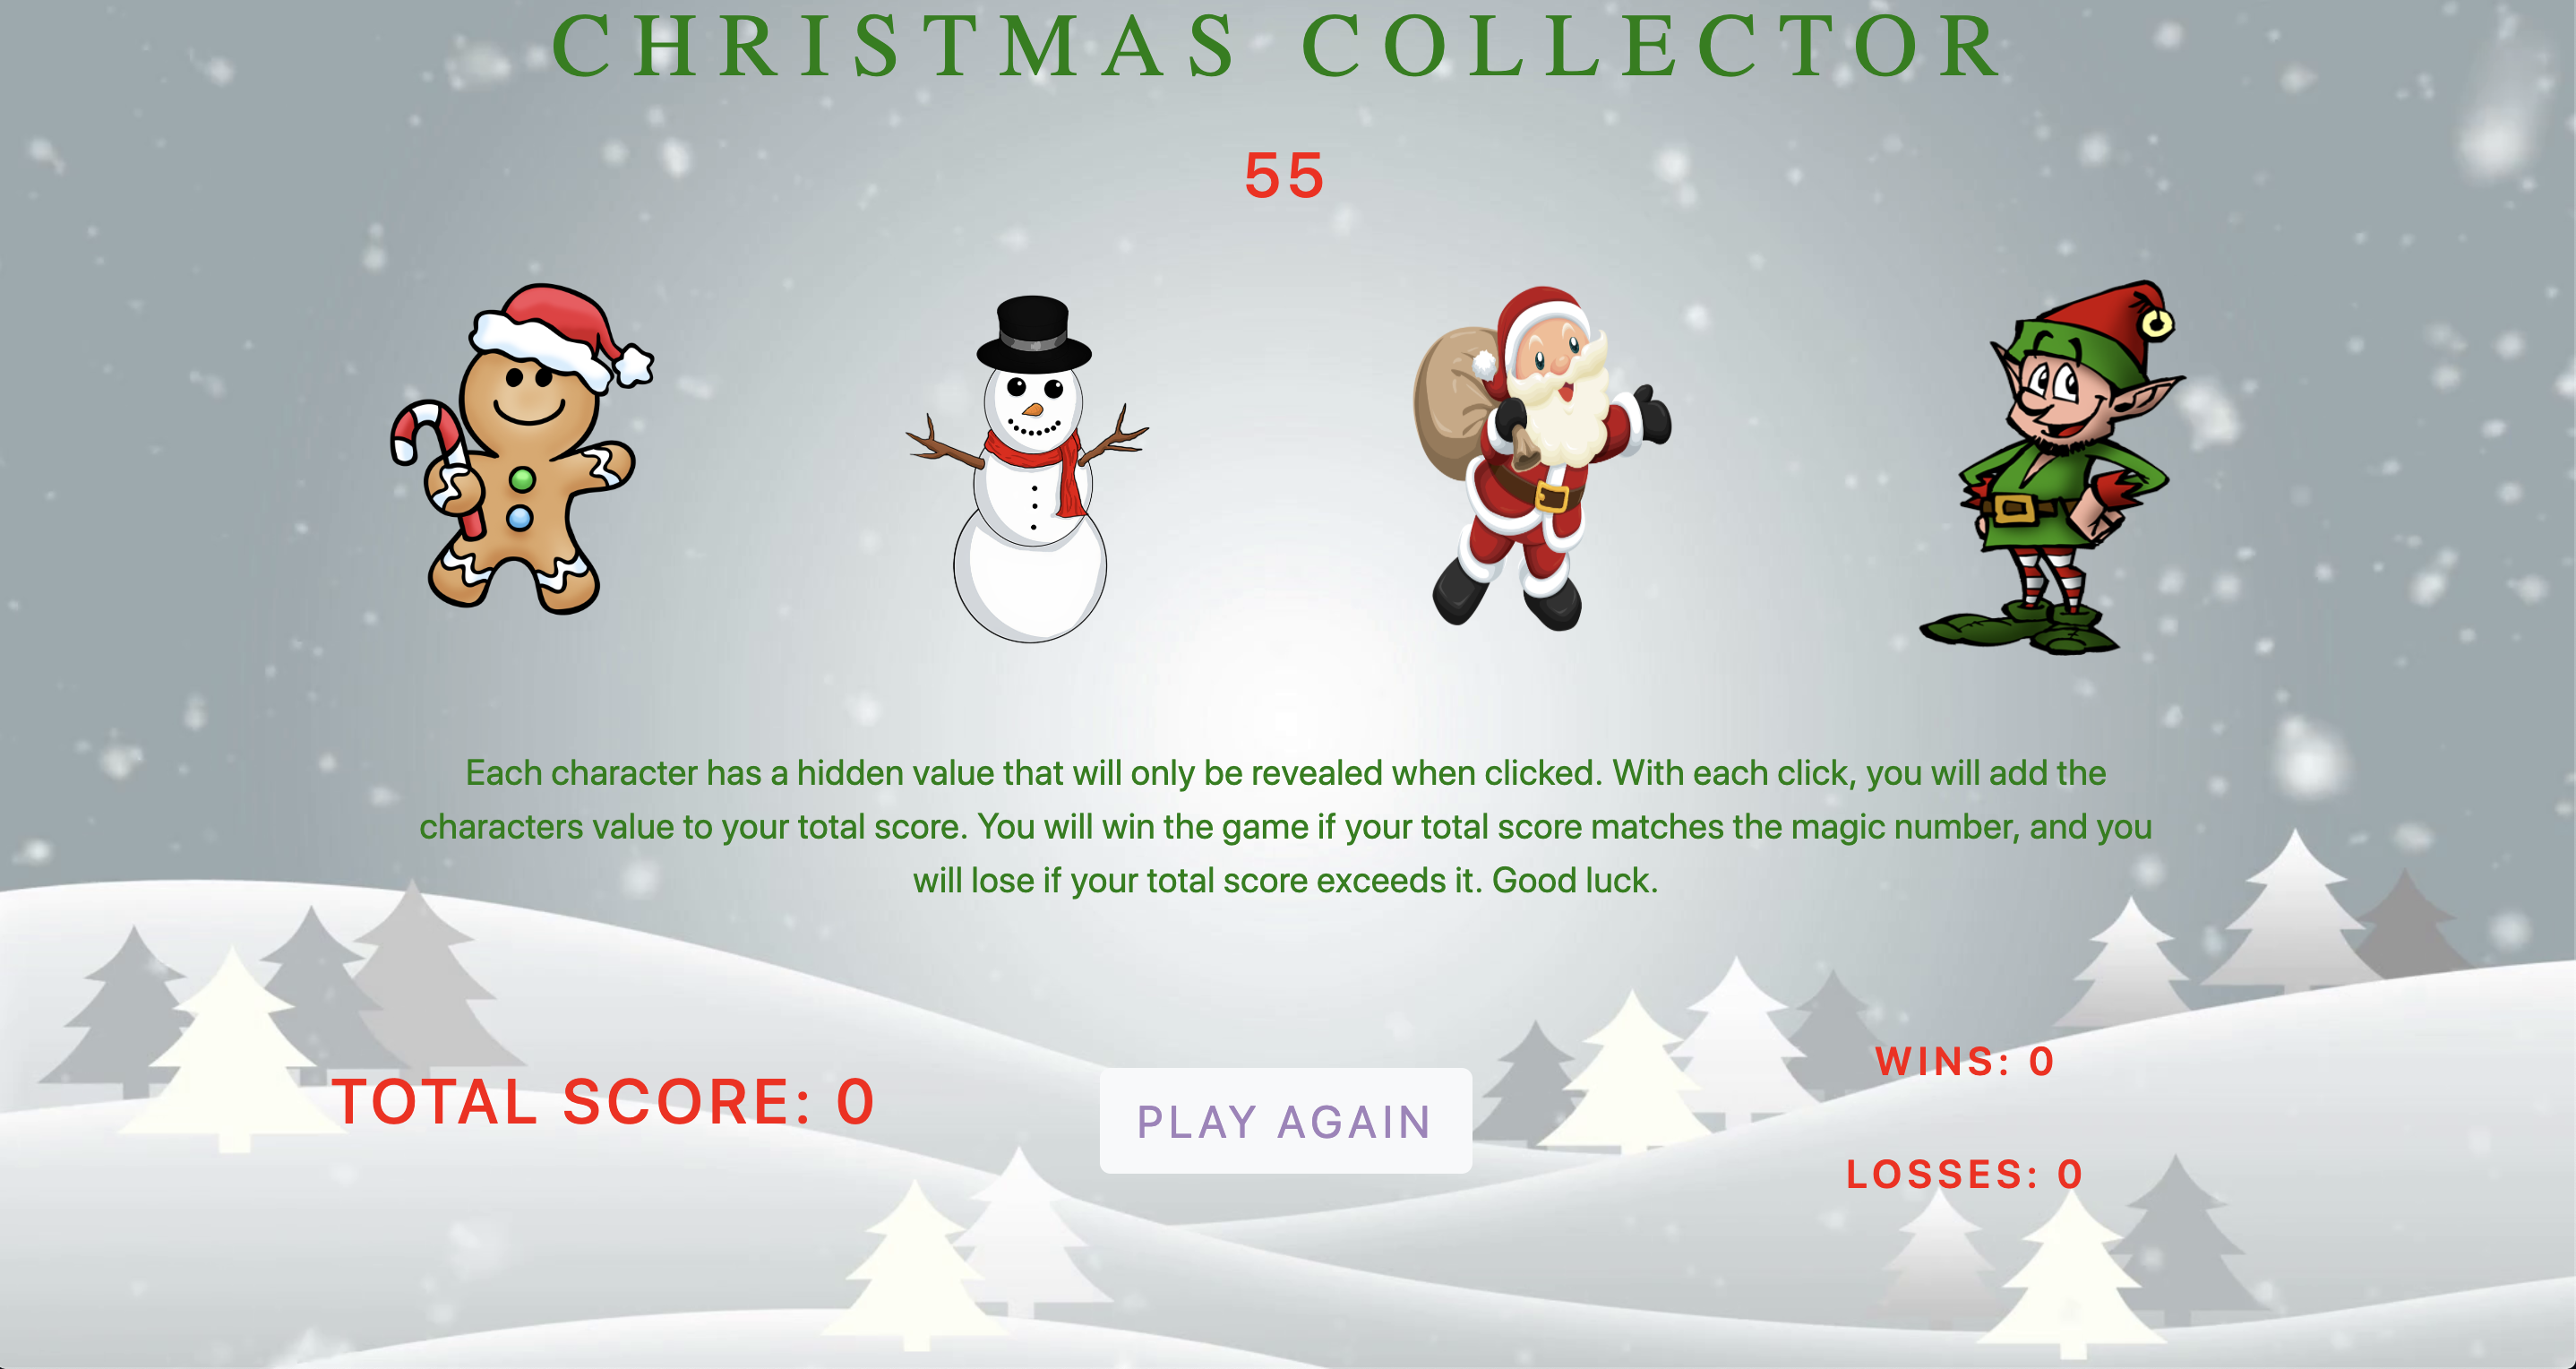 CHRISTMAS COLLECTOR
55
Each character has a hidden value that will only be revealed when clicked. With each click, you will add the
characters value to your total score. You will win the game if your total score matches the magic number, and you
will lose if your total score exceeds it. Good luck.
TOTAL SCORE: 0
PLAY AGAIN
WINS: 0
LOSSES: 0